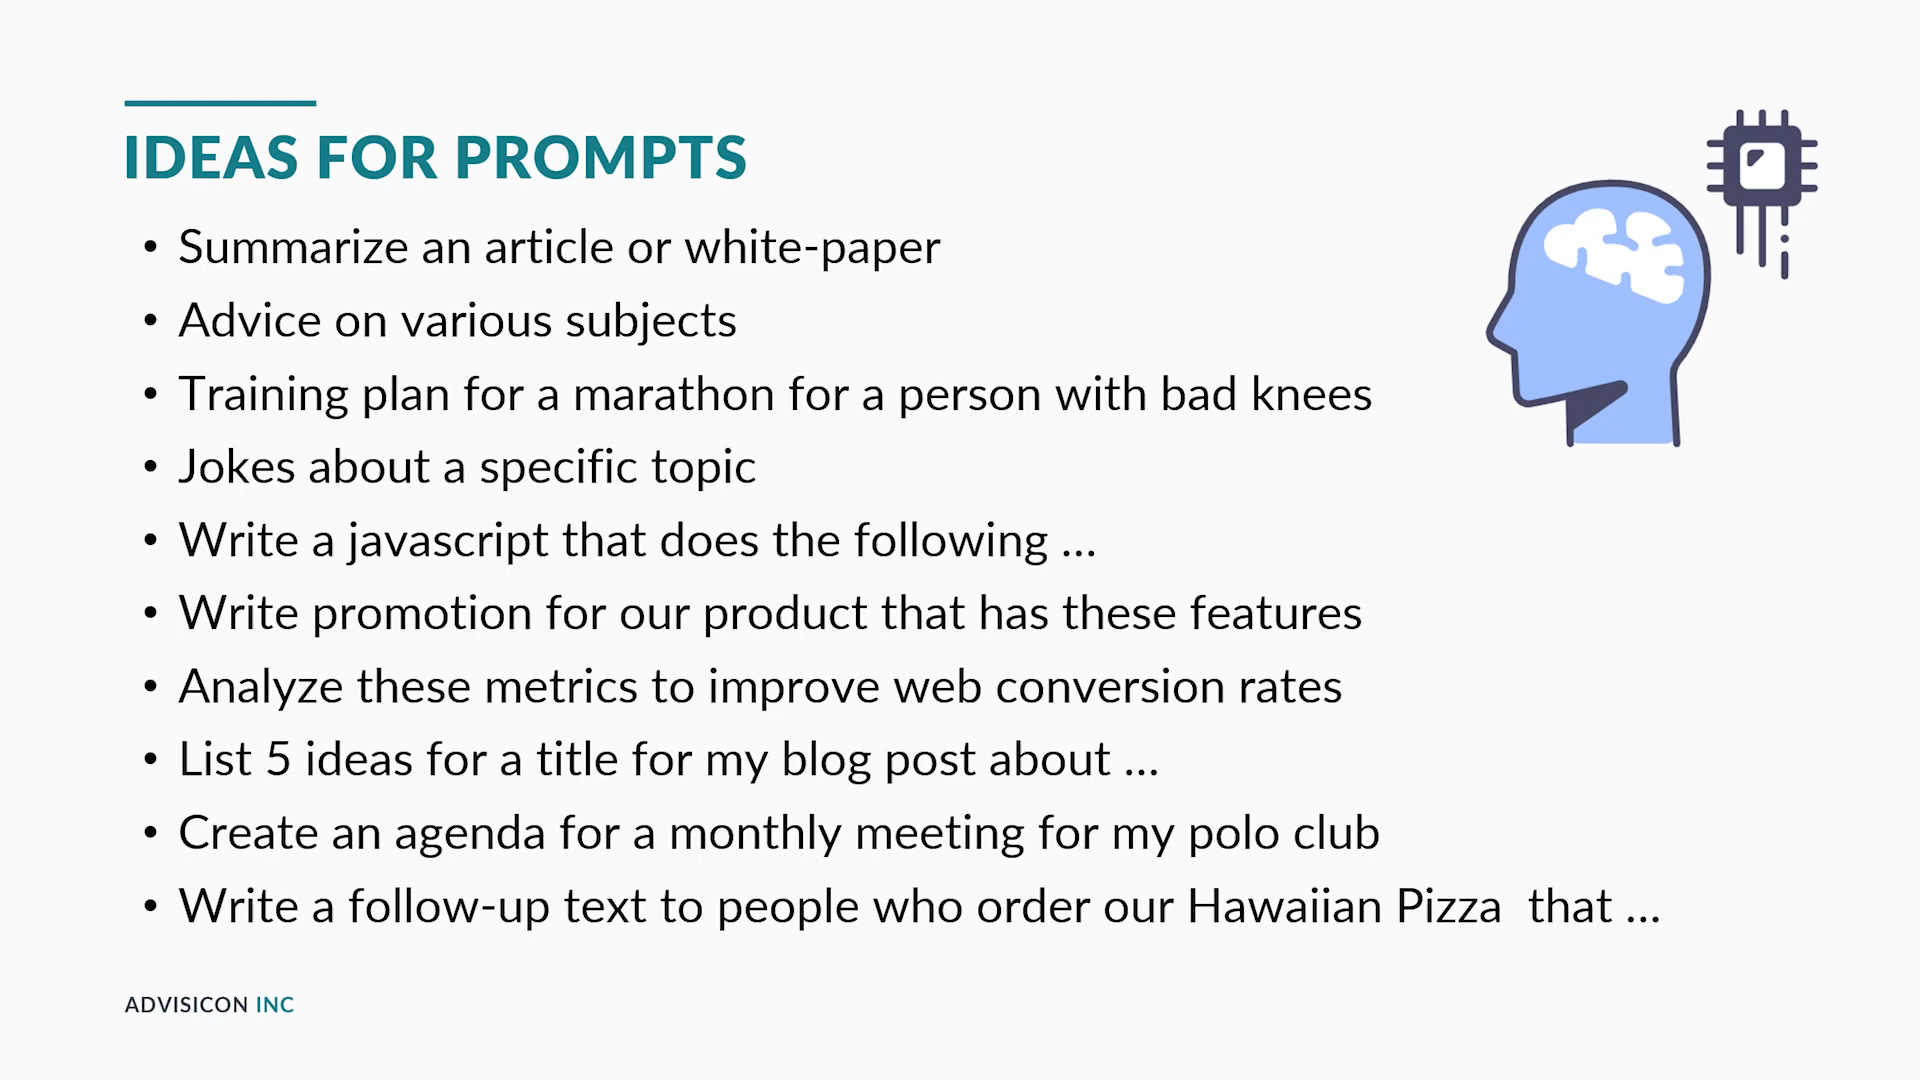 IDEAS FOR PROMPTS
• Summarize an article or white-paper
• Advice on various subjects
• Training plan for a marathon for a person with bad knees
• Jokes about a specific topic
• Write a javascript that does the following ...
• Write promotion for our product that has these features
• Analyze these metrics to improve web conversion rates
• List 5 ideas for a title for my blog post about ...
• Create an agenda for a monthly meeting for my polo club
• Write a follow-up text to people who order our Hawaiian Pizza  that ...
ADVISICON INC